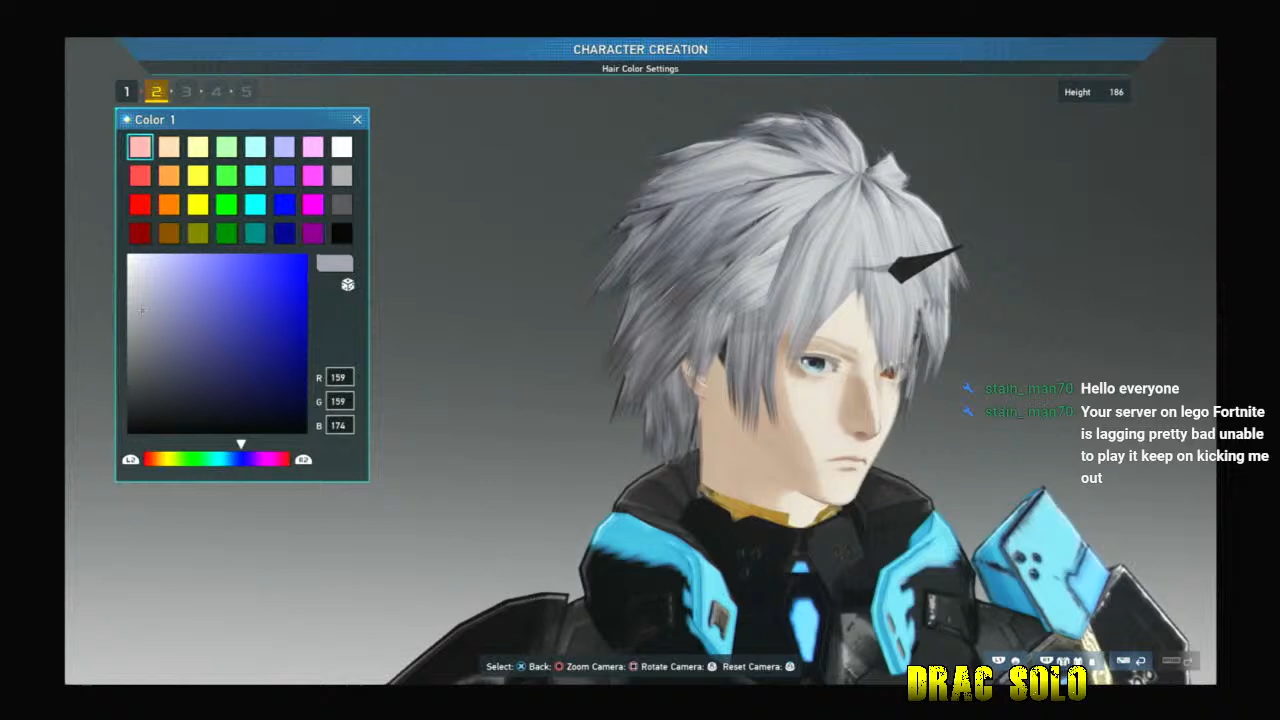 CHARACTER CREATION
Hair Color Settings
1 2 3 4 5
Height 186
Color 1
R 159
G 159
B 174
L2 R2
stain_man70 Hello everyone
stain_man70 Your server on lego Fortnite
is lagging pretty bad unable
to play it keep on kicking me
out
Select: Back: Zoom Camera: Rotate Camera: Reset Camera:
DRAC SOLO